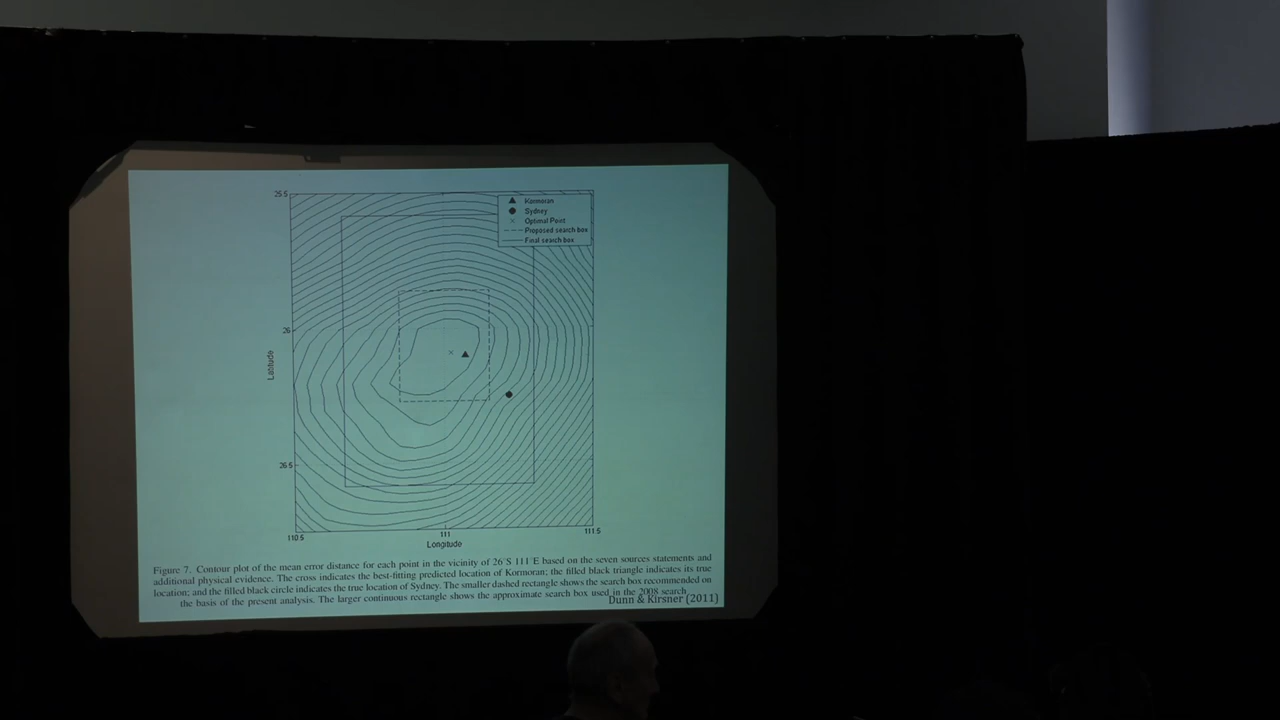 25.5
Kormoran
Sydney
Optimal Point
Proposed search box
Final search box
26
Latitude
26.5
110.5
111
111.5
Longitude
Figure 7. Contour plot of the mean error distance for each point in the vicinity of 26°S 111°E based on the seven sources statements and
additional physical evidence. The cross indicates the best-fitting predicted location of Kormoran; the filled black triangle indicates its true
location; and the filled black circle indicates the true location of Sydney. The smaller dashed rectangle shows the search box recommended on
the basis of the present analysis. The larger continuous rectangle shows the approximate search box used in the 2008 search
Dunn & Kirsner (2011)